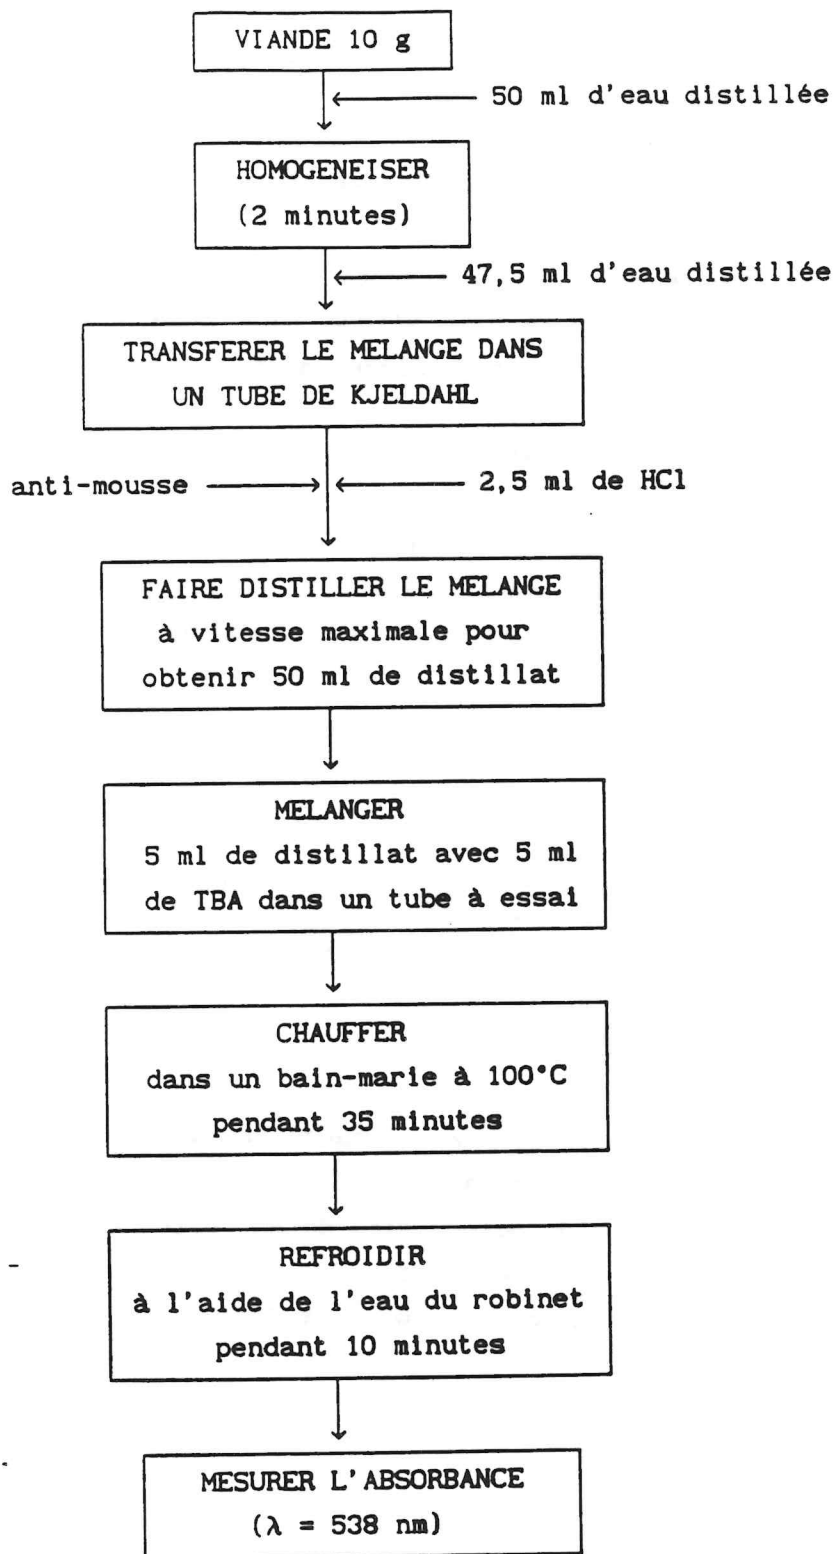 VIANDE 10 g
50 ml d'eau distillée
HOMOGENEISER
(2 minutes)
47,5 ml d'eau distillée
TRANSFERER LE MELANGE DANS
UN TUBE DE KJELDAHL
anti-mousse
2,5 ml de HCl
FAIRE DISTILLER LE MELANGE
à vitesse maximale pour
obtenir 50 ml de distillat
MELANGER
5 ml de distillat avec 5 ml
de TBA dans un tube à essai
CHAUFFER
dans un bain-marie à 100°C
pendant 35 minutes
REFROIDIR
à l'aide de l'eau du robinet
pendant 10 minutes
MESURER L'ABSORBANCE
(λ = 538 nm)